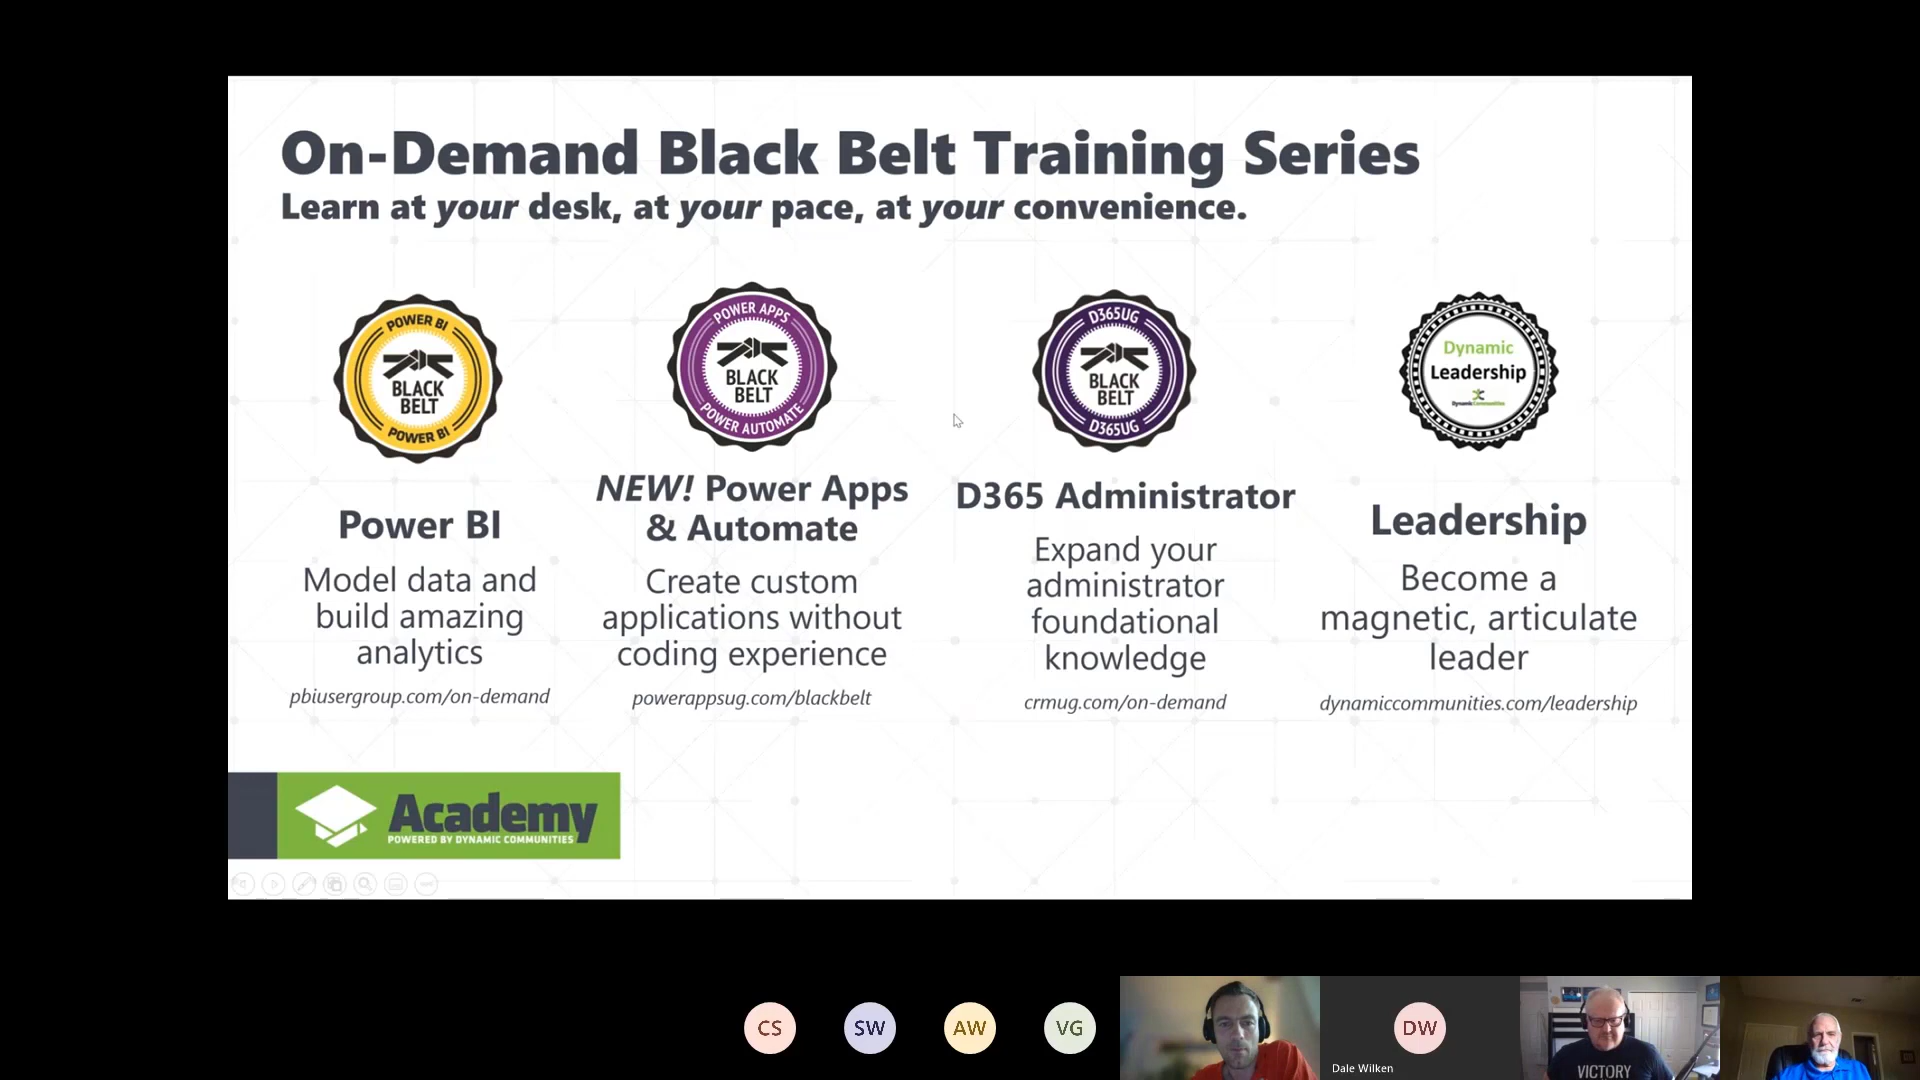 On-Demand Black Belt Training Series
Learn at your desk, at your pace, at your convenience.
POWER BI
BLACK
BELT
POWER BI
POWER APPS
BLACK
BELT
POWER AUTOMATE
D365UG
BLACK
BELT
D365UG
Dynamic
Leadership
DynamicCommunities
Power BI
Model data and
build amazing
analytics
pbiusergroup.com/on-demand
NEW! Power Apps
& Automate
Create custom
applications without
coding experience
powerappsug.com/blackbelt
D365 Administrator
Expand your
administrator
foundational
knowledge
crmug.com/on-demand
Leadership
Become a
magnetic, articulate
leader
dynamiccommunities.com/leadership
Academy
POWERED BY DYNAMIC COMMUNITIES
CS
SW
AW
VG
DW
Dale Wilken
VICTORY